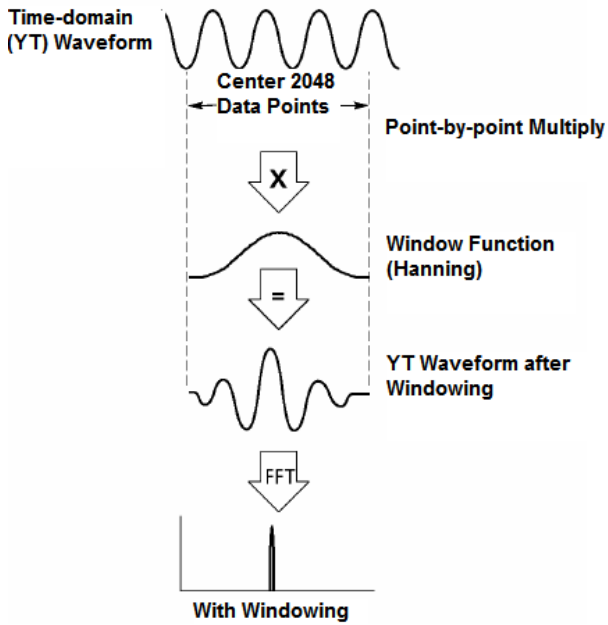 Time-domain
(YT) Waveform
Center 2048
Data Points
Point-by-point Multiply
X
Window Function
(Hanning)
=
YT Waveform after
Windowing
FFT
With Windowing